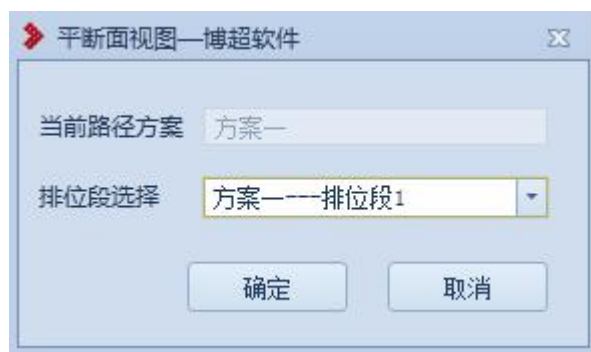 平断面视图—博超软件
当前路径方案 方案一
排位段选择 方案一---排位段1
确定 取消